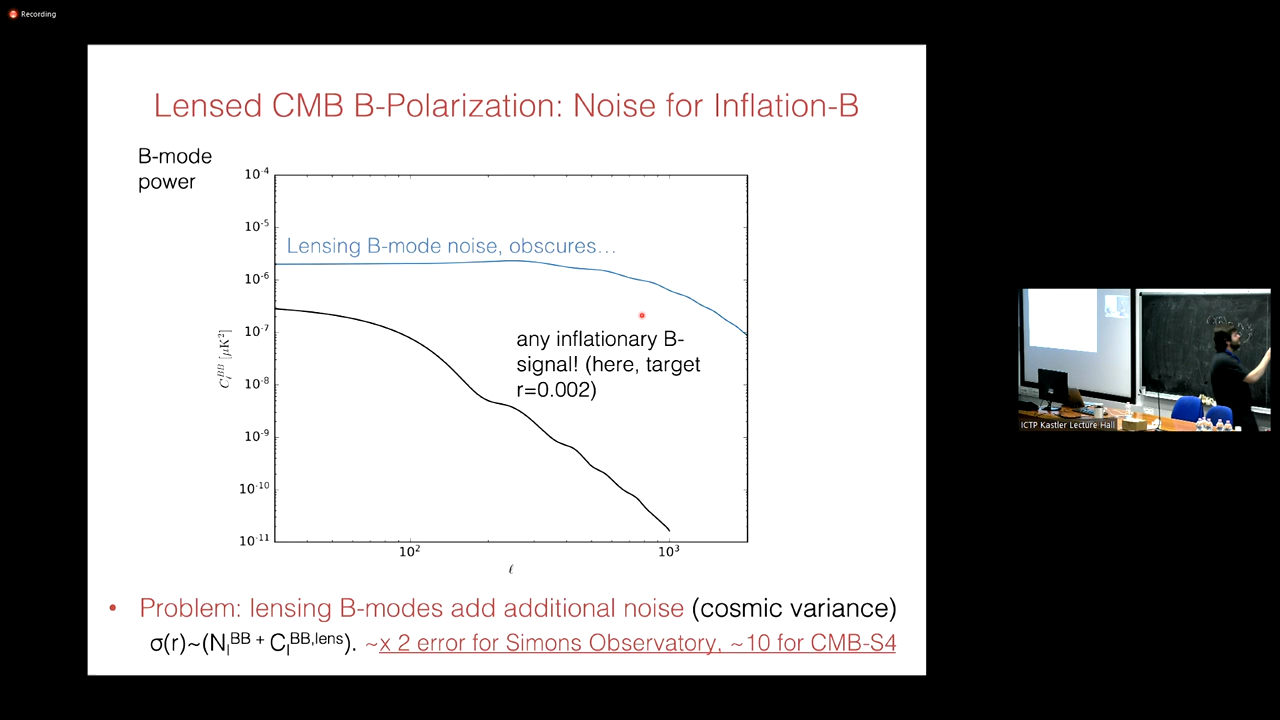 Recording
Lensed CMB B-Polarization: Noise for Inflation-B
B-mode
power
10^-4
10^-5
10^-6
10^-7
10^-8
10^-9
10^-10
10^-11
C_l^BB [μK^2]
Lensing B-mode noise, obscures…
any inflationary B-
signal! (here, target
r=0.002)
10^2
10^3
ℓ
• Problem: lensing B-modes add additional noise (cosmic variance)
σ(r)~(N_l^BB + C_l^BB,lens). ~x 2 error for Simons Observatory, ~10 for CMB-S4
ICTP Kastler Lecture Hall